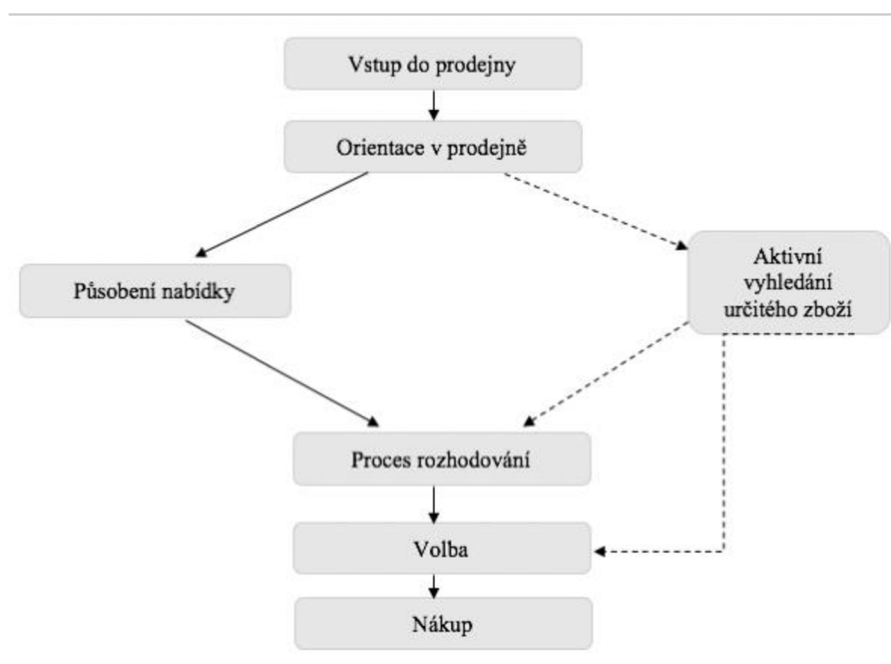 Vstup do prodejny
Orientace v prodejně
Působení nabídky
Aktivní
vyhledání
určitého zboží
Proces rozhodování
Volba
Nákup